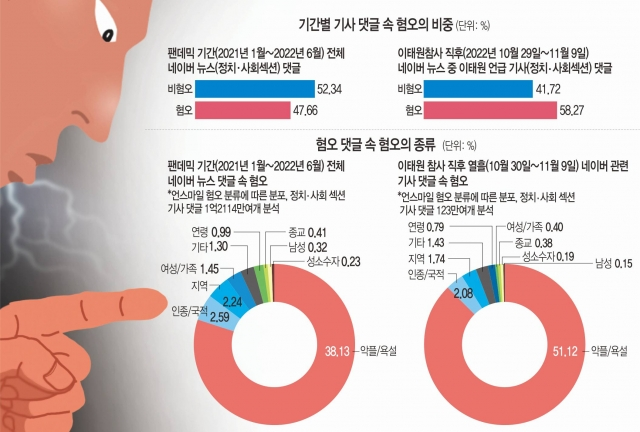 기간별 기사 댓글 속 혐오의 비중 (단위: %)
팬데믹 기간(2021년 1월~2022년 6월) 전체
네이버 뉴스(정치·사회섹션) 댓글
비혐오 52.34
혐오 47.66
이태원참사 직후(2022년 10월 29일~11월 9일)
네이버 뉴스 중 이태원 언급 기사(정치·사회섹션) 댓글
41.72
58.27
혐오 댓글 속 혐오의 종류 (단위: %)
팬데믹 기간(2021년 1월~2022년 6월) 전체
네이버 뉴스 댓글 속 혐오
*언스마일 혐오 분류에 따른 분포, 정치·사회 섹션
기사 댓글 1억2114만여개 분석
연령 0.99
기타 1.30
여성/가족 1.45
지역 2.24
인종/국적 2.59
종교 0.41
남성 0.32
성소수자 0.23
38.13 악플/욕설
이태원 참사 직후 열흘(10월 30일~11월 9일) 네이버 관련
기사 댓글 속 혐오
*언스마일 혐오 분류에 따른 분포, 정치·사회 섹션
기사 댓글 123만여개 분석
연령 0.79
기타 1.43
지역 1.74
인종/국적 2.08
여성/가족 0.40
종교 0.38
성소수자 0.19
남성 0.15
51.12 악플/욕설